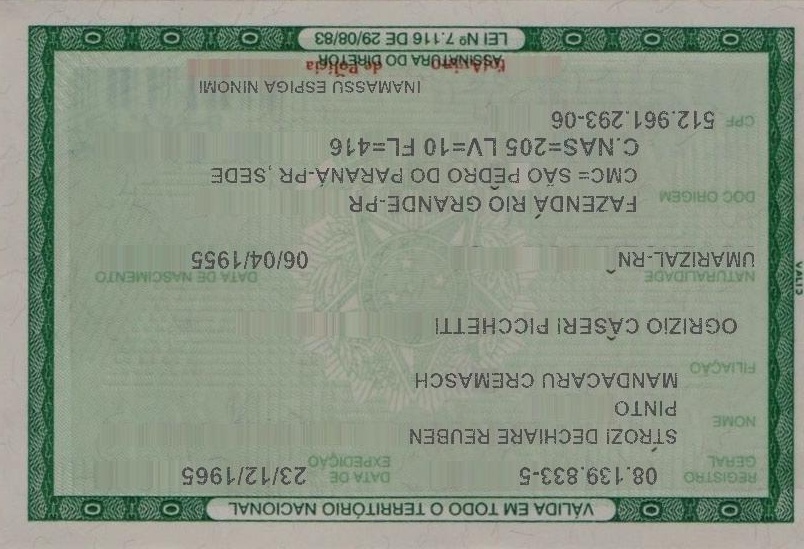 VÁLIDA EM TODO O TERRITÓRIO NACIONAL
REGISTRO GERAL 08.139.833-5 DATA DE EXPEDIÇÃO 23/12/1965
NOME STROZI DECHIARE REUBEN
PINTO
MANDACARU CREMASCH
FILIAÇÃO
OGRIZIO CASERI PICCHETTI
NATURALIDADE DATA DE NASCIMENTO
UMARIZAL-RN 06/04/1955
DOC ORIGEM FAZENDA RIO GRANDE-PR
CMC= SÃO PEDRO DO PARANÁ-PR ,SEDE
C.NAS=205 LV=10 FL=416
CPF 512.961.293-06
INAMASSU ESPIGA NINOMI
ASSINATURA DO DIRETOR
de Polícia
LEI Nº 7.116 DE 29/08/83